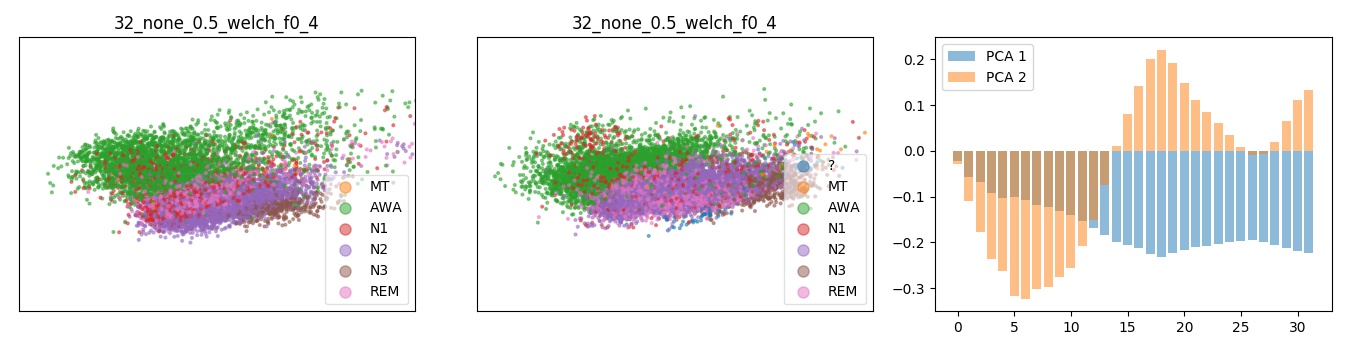 32_none_0.5_welch_f0_4
MT
AWA
N1
N2
N3
REM
32_none_0.5_welch_f0_4
?
MT
AWA
N1
N2
N3
REM
PCA 1
PCA 2
0.2
0.1
0.0
−0.1
−0.2
−0.3
0 5 10 15 20 25 30